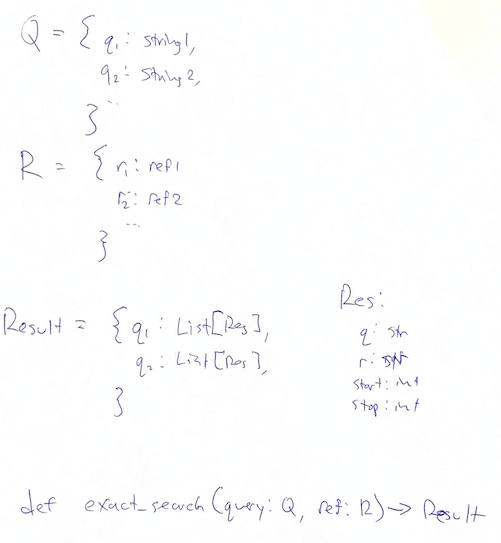 Q = { q₁: string1,
q₂: string2,
...
}
R = { r₁: ref1
r₂: ref2
...
}
Result = { q₁: List[Res],
q₂: List[Res],
}
Res:
q: str
r: str
start: int
stop: int
def exact_search(query: Q, ref: R) → Result